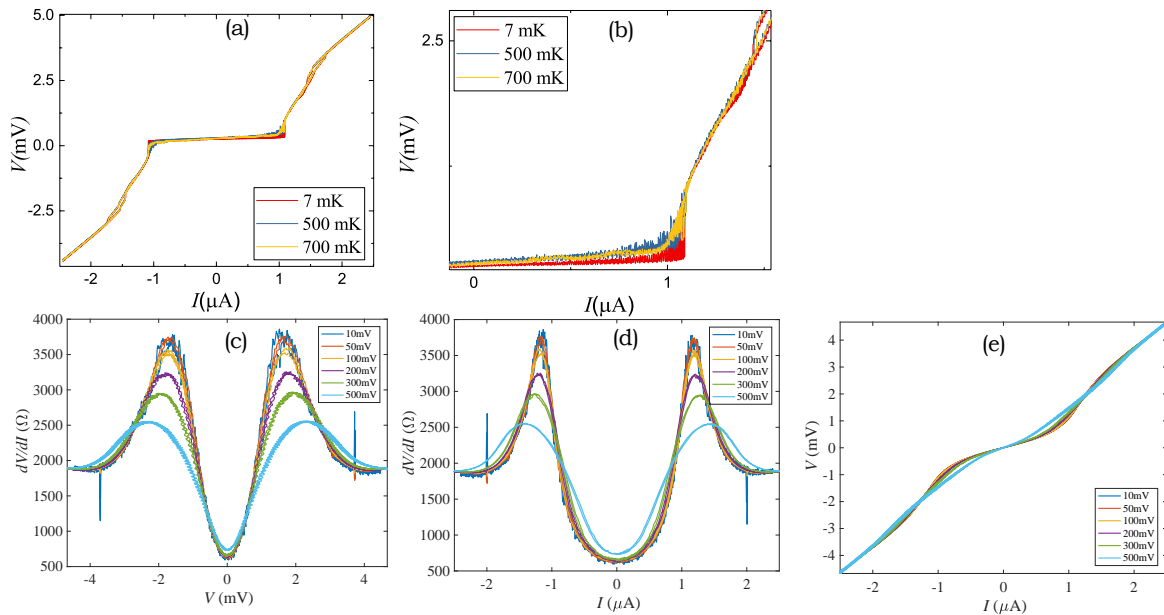 (a)
5.0
2.5
0.0
-2.5
V(mV)
-2 -1 0 1 2
I(μA)
7 mK
500 mK
700 mK
(b)
2.5
V(mV)
0 1
I(μA)
7 mK
500 mK
700 mK
(c)
4000
3500
3000
2500
2000
1500
1000
500
dV/dI (Ω)
-4 -2 0 2 4
V (mV)
10mV
50mV
100mV
200mV
300mV
500mV
(d)
4000
3500
3000
2500
2000
1500
1000
500
dV/dI (Ω)
-2 -1 0 1 2
I (μA)
10mV
50mV
100mV
200mV
300mV
500mV
(e)
4
3
2
1
0
-1
-2
-3
-4
V (mV)
-2 -1 0 1 2
I (μA)
10mV
50mV
100mV
200mV
300mV
500mV